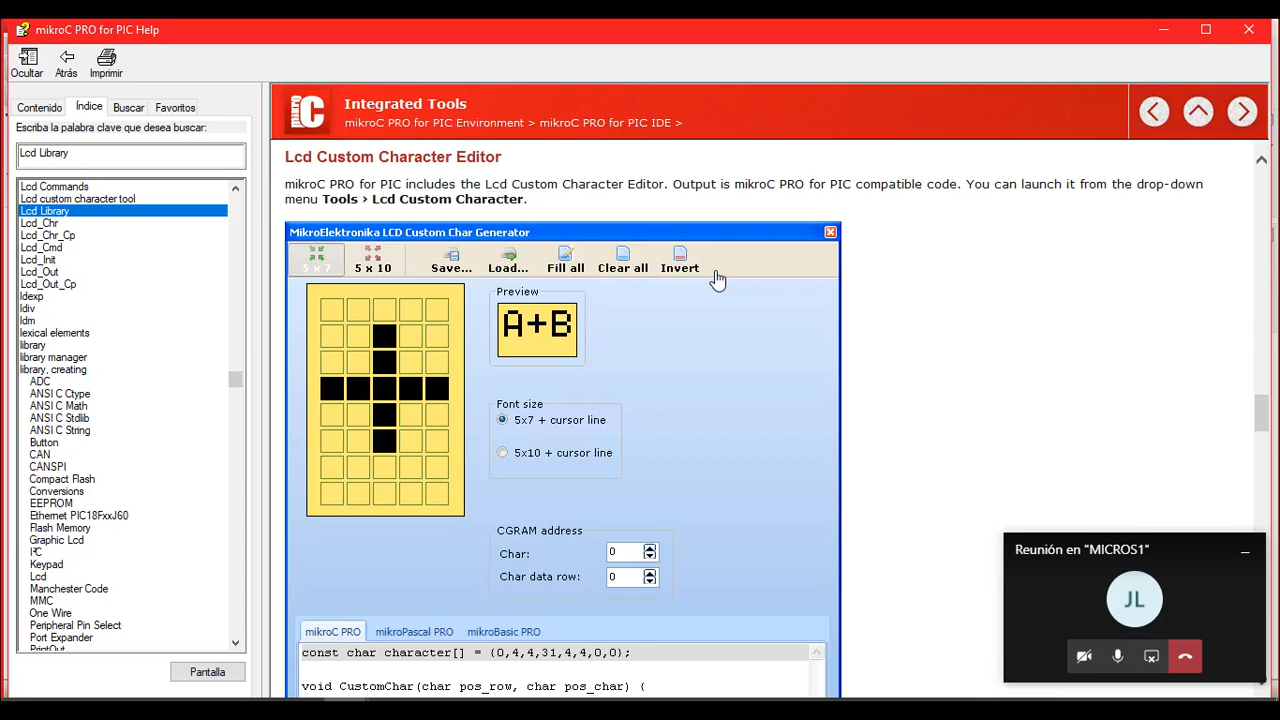 mikroC PRO for PIC Help
Ocultar
Atrás
Imprimir
Contenido
Índice
Buscar
Favoritos
Escriba la palabra clave que desea buscar:
Lcd Library
Lcd Commands
Lcd custom character tool
Lcd Library
Lcd_Chr
Lcd_Chr_Cp
Lcd_Cmd
Lcd_Init
Lcd_Out
Lcd_Out_Cp
ldexp
ldiv
ldm
lexical elements
library
library manager
library, creating
ADC
ANSI C Ctype
ANSI C Math
ANSI C Stdlib
ANSI C String
Button
CAN
CANSPI
Compact Flash
Conversions
EEPROM
Ethernet PIC18FxxJ60
Flash Memory
Graphic Lcd
I²C
Keypad
Lcd
Manchester Code
MMC
One Wire
Peripheral Pin Select
Port Expander
PrintOut
Pantalla
MIKRO C
Integrated Tools
mikroC PRO for PIC Environment > mikroC PRO for PIC IDE >
Lcd Custom Character Editor
mikroC PRO for PIC includes the Lcd Custom Character Editor. Output is mikroC PRO for PIC compatible code. You can launch it from the drop-down
menu Tools › Lcd Custom Character.
MikroElektronika LCD Custom Char Generator
5 x 7
5 x 10
Save...
Load...
Fill all
Clear all
Invert
Preview
A+B
Font size
5x7 + cursor line
5x10 + cursor line
CGRAM address
Char:
0
Char data row:
0
mikroC PRO
mikroPascal PRO
mikroBasic PRO
const char character[] = {0,4,4,31,4,4,0,0};
void CustomChar(char pos_row, char pos_char) {
Reunión en "MICROS1"
JL